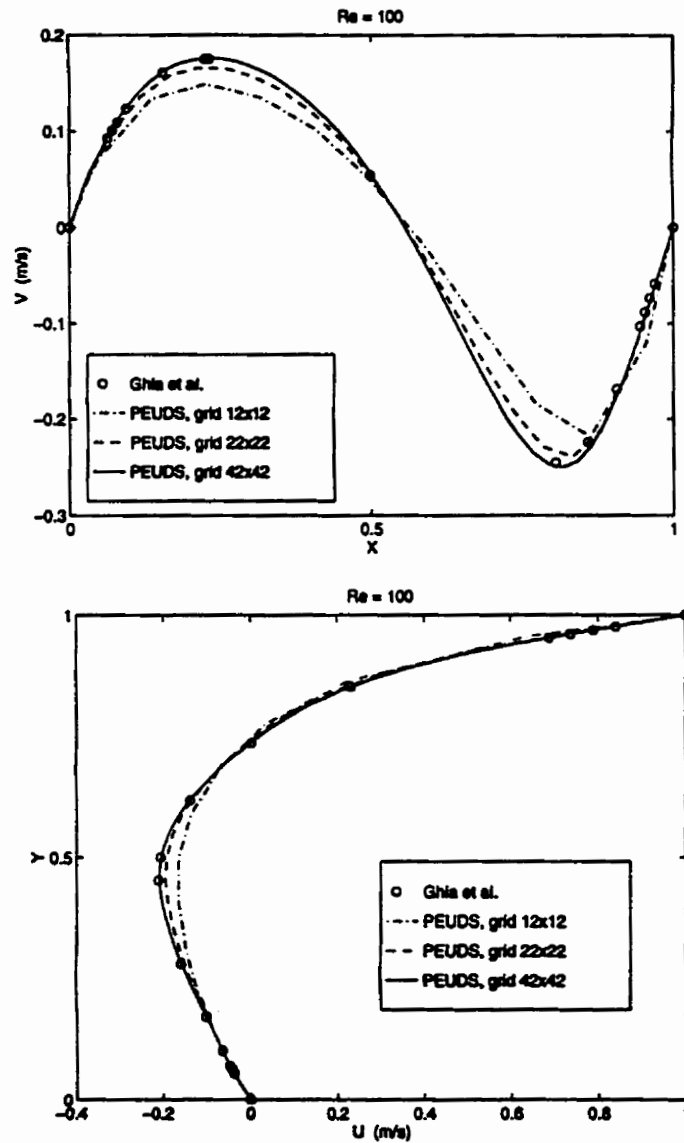 Re = 100
0.2
0.1
0
-0.1
-0.2
-0.3
V (m/s)
Ghia et al.
PEUDS, grid 12x12
PEUDS, grid 22x22
PEUDS, grid 42x42
0
0.5
1
X
Re = 100
1
0.5
0
Y
Ghia et al.
PEUDS, grid 12x12
PEUDS, grid 22x22
PEUDS, grid 42x42
-0.4
-0.2
0
0.2
0.4
0.6
0.8
1
U (m/s)